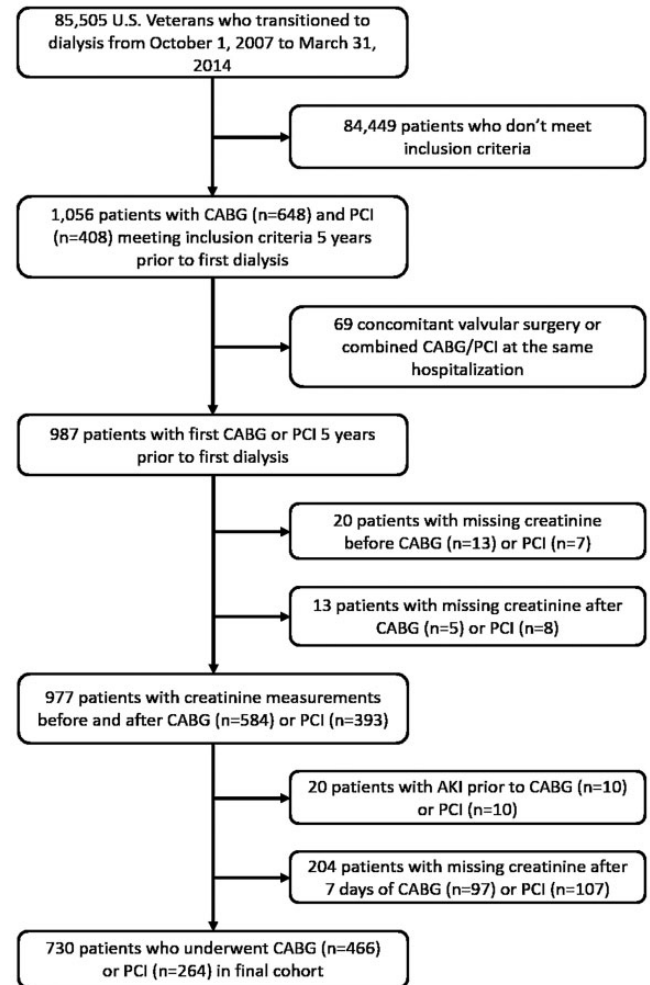 85,505 U.S. Veterans who transitioned to
dialysis from October 1, 2007 to March 31,
2014
84,449 patients who don't meet
inclusion criteria
1,056 patients with CABG (n=648) and PCI
(n=408) meeting inclusion criteria 5 years
prior to first dialysis
69 concomitant valvular surgery or
combined CABG/PCI at the same
hospitalization
987 patients with first CABG or PCI 5 years
prior to first dialysis
20 patients with missing creatinine
before CABG (n=13) or PCI (n=7)
13 patients with missing creatinine after
CABG (n=5) or PCI (n=8)
977 patients with creatinine measurements
before and after CABG (n=584) or PCI (n=393)
20 patients with AKI prior to CABG (n=10)
or PCI (n=10)
204 patients with missing creatinine after
7 days of CABG (n=97) or PCI (n=107)
730 patients who underwent CABG (n=466)
or PCI (n=264) in final cohort